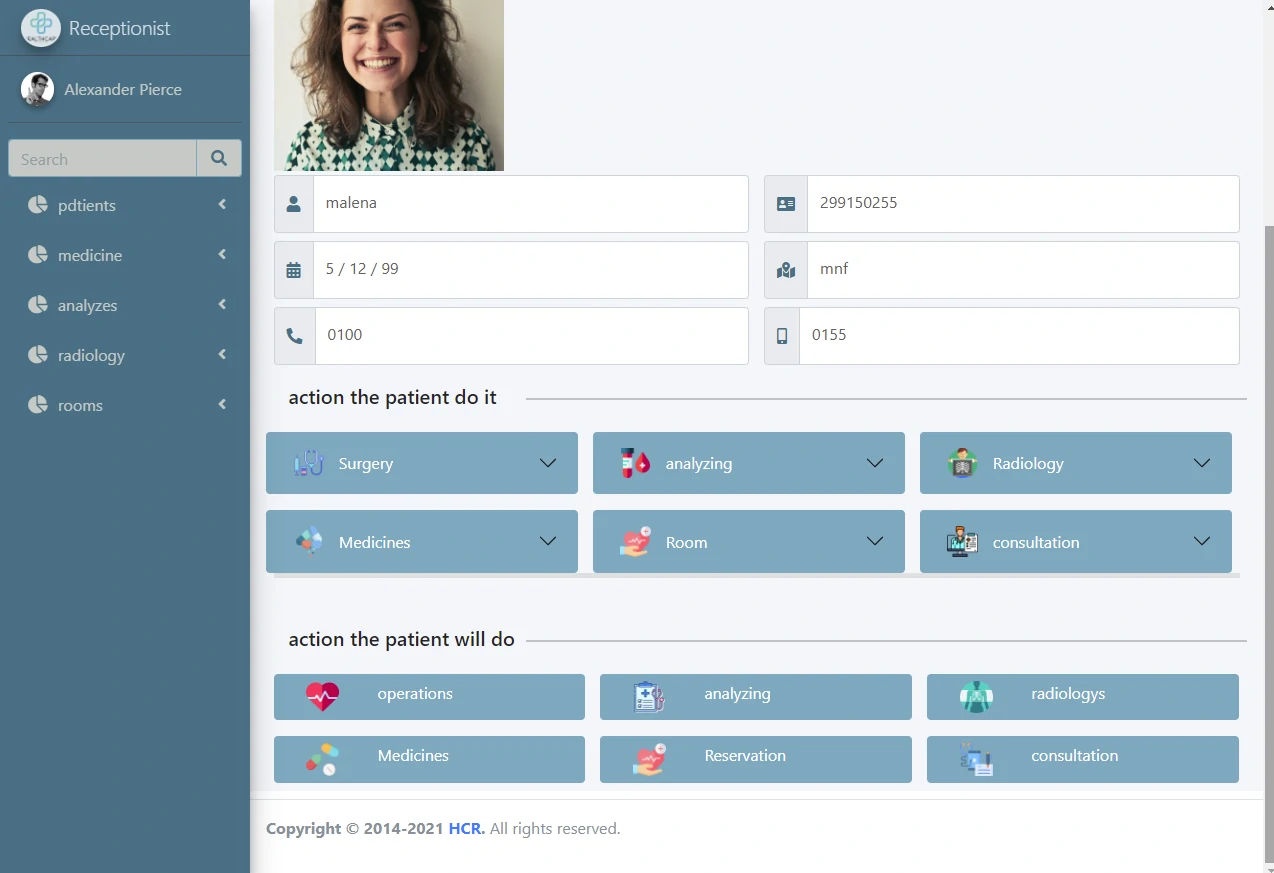 Receptionist
Alexander Pierce
Search
pdtients
medicine
analyzes
radiology
rooms
malena
299150255
5 / 12 / 99
mnf
0100
0155
action the patient do it
Surgery
analyzing
Radiology
Medicines
Room
consultation
action the patient will do
operations
analyzing
radiologys
Medicines
Reservation
consultation
Copyright © 2014-2021 HCR. All rights reserved.